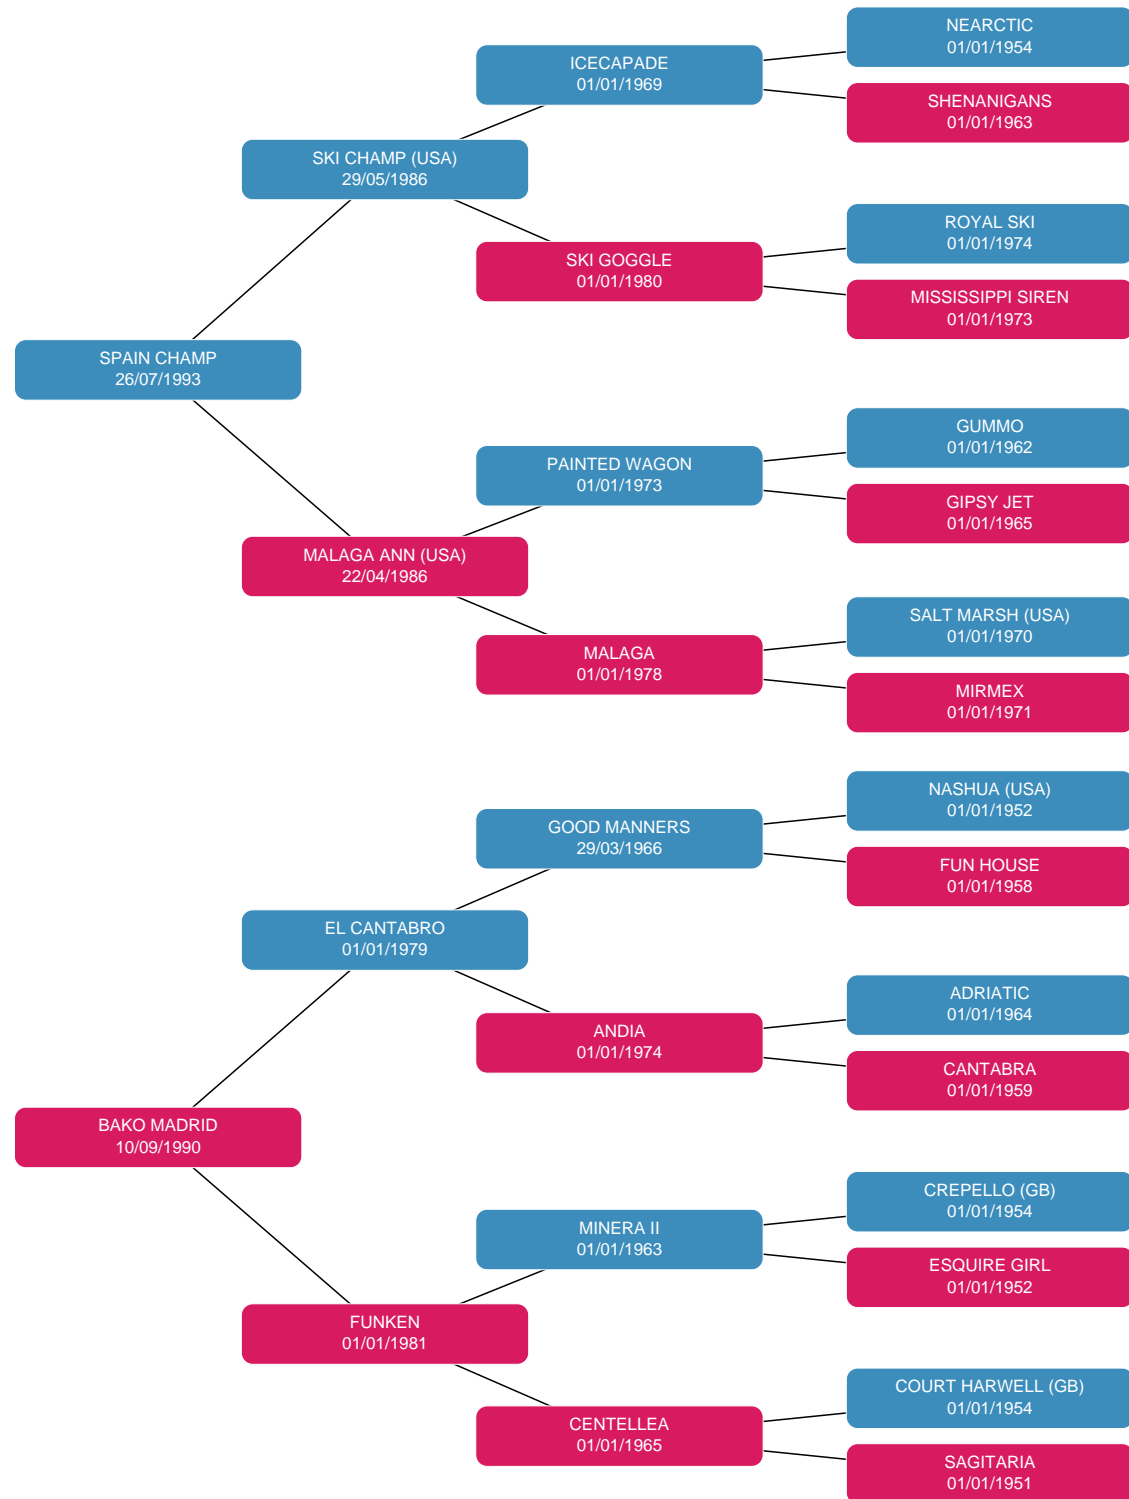 NEARCTIC
01/01/1954
ICECAPADE
01/01/1969
SHENANIGANS
01/01/1963
SKI CHAMP (USA)
29/05/1986
ROYAL SKI
01/01/1974
SKI GOGGLE
01/01/1980
MISSISSIPPI SIREN
01/01/1973
SPAIN CHAMP
26/07/1993
GUMMO
01/01/1962
PAINTED WAGON
01/01/1973
GIPSY JET
01/01/1965
MALAGA ANN (USA)
22/04/1986
SALT MARSH (USA)
01/01/1970
MALAGA
01/01/1978
MIRMEX
01/01/1971
NASHUA (USA)
01/01/1952
GOOD MANNERS
29/03/1966
FUN HOUSE
01/01/1958
EL CANTABRO
01/01/1979
ADRIATIC
01/01/1964
ANDIA
01/01/1974
CANTABRA
01/01/1959
BAKO MADRID
10/09/1990
CREPELLO (GB)
01/01/1954
MINERA II
01/01/1963
ESQUIRE GIRL
01/01/1952
FUNKEN
01/01/1981
COURT HARWELL (GB)
01/01/1954
CENTELLEA
01/01/1965
SAGITARIA
01/01/1951